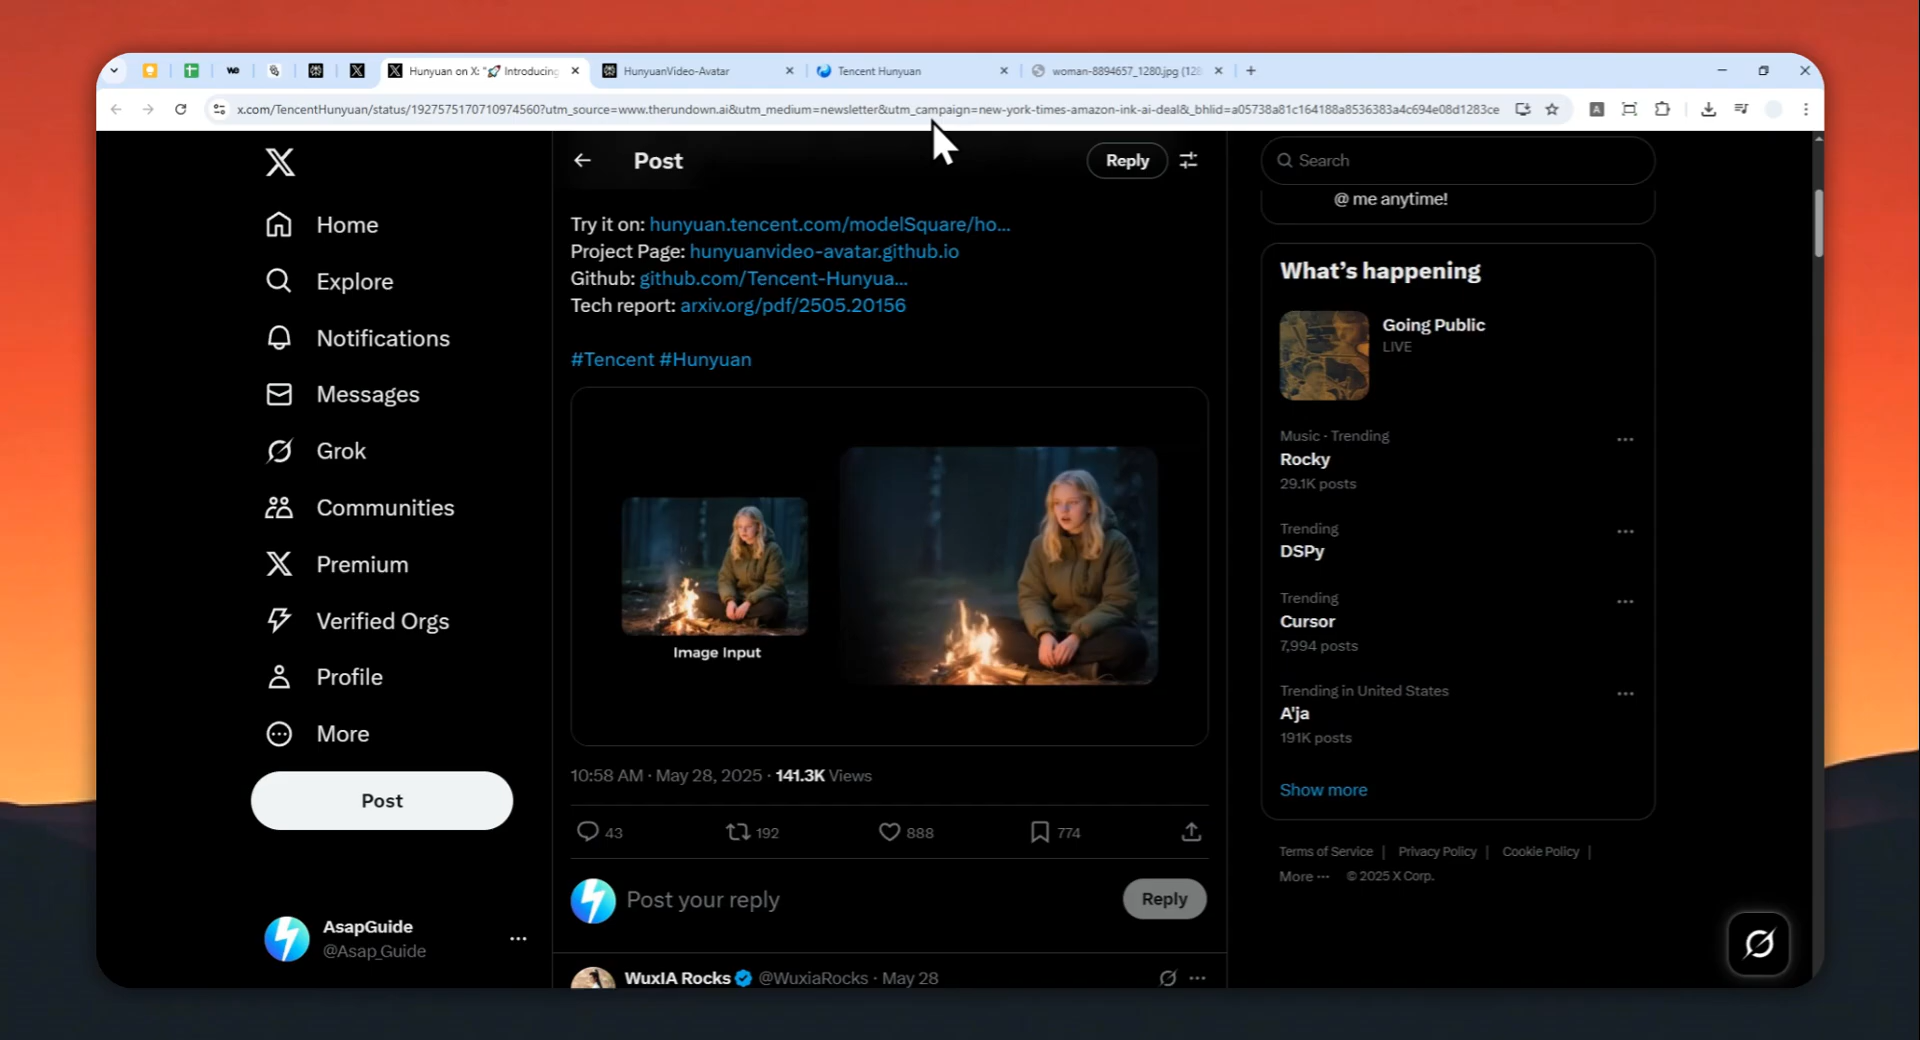 Hunyuan on X: "🚀 Introducing
HunyuanVideo-Avatar
Tencent Hunyuan
woman-8894657_1280.jpg (128
x.com/TencentHunyuan/status/1927575170710974560?utm_source=www.therundown.ai&utm_medium=newsletter&utm_campaign=new-york-times-amazon-ink-ai-deal&_bhlid=a05738a81c164188a8536383a4c694e08d1283ce
Home
Explore
Notifications
Messages
Grok
Communities
Premium
Verified Orgs
Profile
More
Post
AsapGuide
@Asap_Guide
Post
Reply
Try it on: hunyuan.tencent.com/modelSquare/ho...
Project Page: hunyuanvideo-avatar.github.io
Github: github.com/Tencent-Hunyua...
Tech report: arxiv.org/pdf/2505.20156
#Tencent #Hunyuan
Image Input
10:58 AM · May 28, 2025 · 141.3K Views
43
192
888
774
Post your reply
Reply
WuxIA Rocks @WuxiaRocks · May 28
Search
@ me anytime!
What's happening
Going Public
LIVE
Music · Trending
Rocky
29.1K posts
Trending
DSPy
Trending
Cursor
7,994 posts
Trending in United States
A'ja
191K posts
Show more
Terms of Service | Privacy Policy | Cookie Policy |
More ··· © 2025 X Corp.